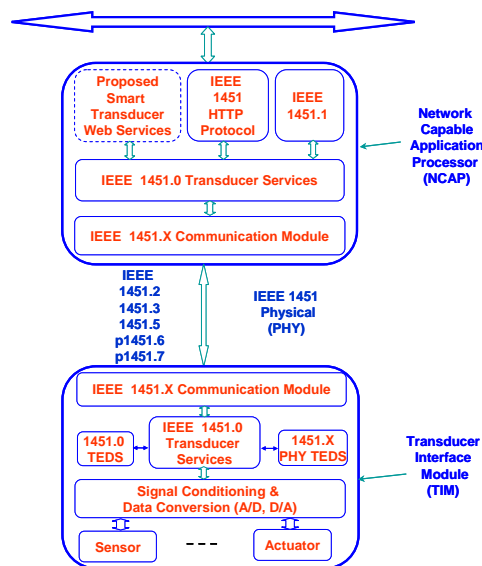 Proposed
Smart
Transducer
Web Services
IEEE
1451
HTTP
Protocol
IEEE
1451.1
Network
Capable
Application
Processor
(NCAP)
IEEE 1451.0 Transducer Services
IEEE 1451.X Communication Module
IEEE
1451.2
1451.3
1451.5
p1451.6
p1451.7
IEEE 1451
Physical
(PHY)
IEEE 1451.X Communication Module
1451.0
TEDS
IEEE 1451.0
Transducer
Services
1451.X
PHY TEDS
Transducer
Interface
Module
(TIM)
Signal Conditioning &
Data Conversion (A/D, D/A)
Sensor
Actuator